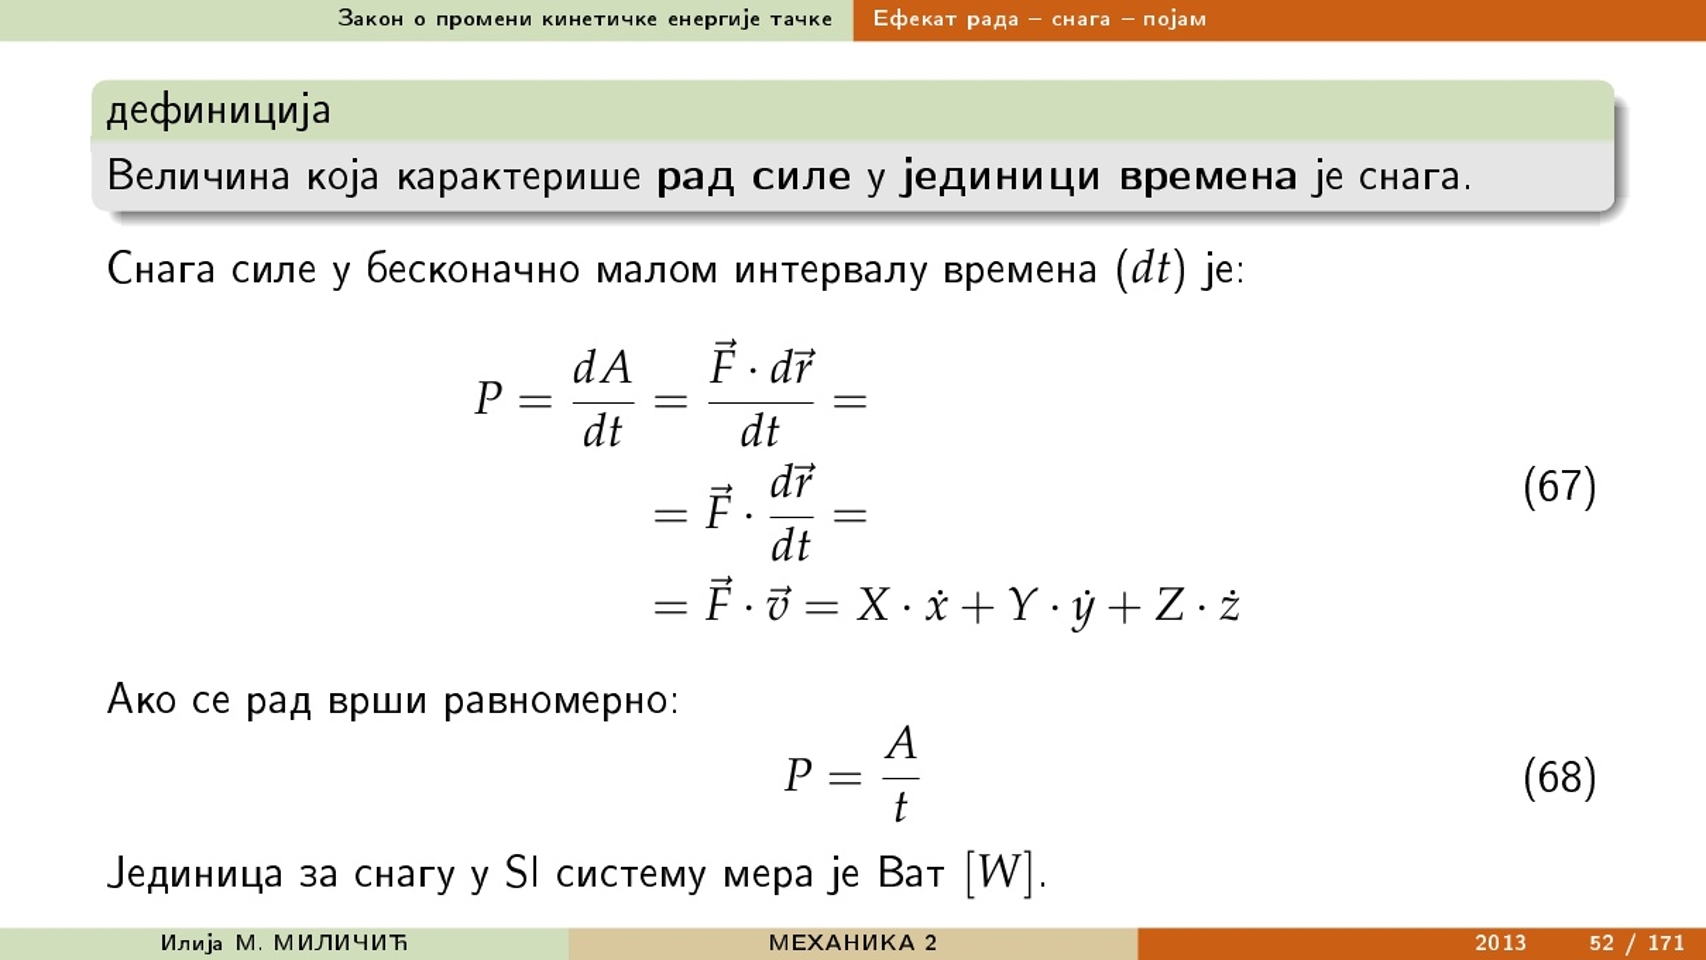 Закон о промени кинетичке енергије тачке Ефекат рада – снага – појам
дефиниција
Величина која карактерише рад силе у јединици времена је снага.
Снага силе у бесконачно малом интервалу времена (dt) је:
P = \frac{dA}{dt} = \frac{\vec{F} \cdot d\vec{r}}{dt} =
= \vec{F} \cdot \frac{d\vec{r}}{dt} =
(67)
= \vec{F} \cdot \vec{v} = X \cdot \dot{x} + Y \cdot \dot{y} + Z \cdot \dot{z}
Ако се рад врши равномерно:
P = \frac{A}{t} (68)
Јединица за снагу у SI систему мера је Ват [W].
Илија М. МИЛИЧИЋ МЕХАНИКА 2 2013 52 / 171